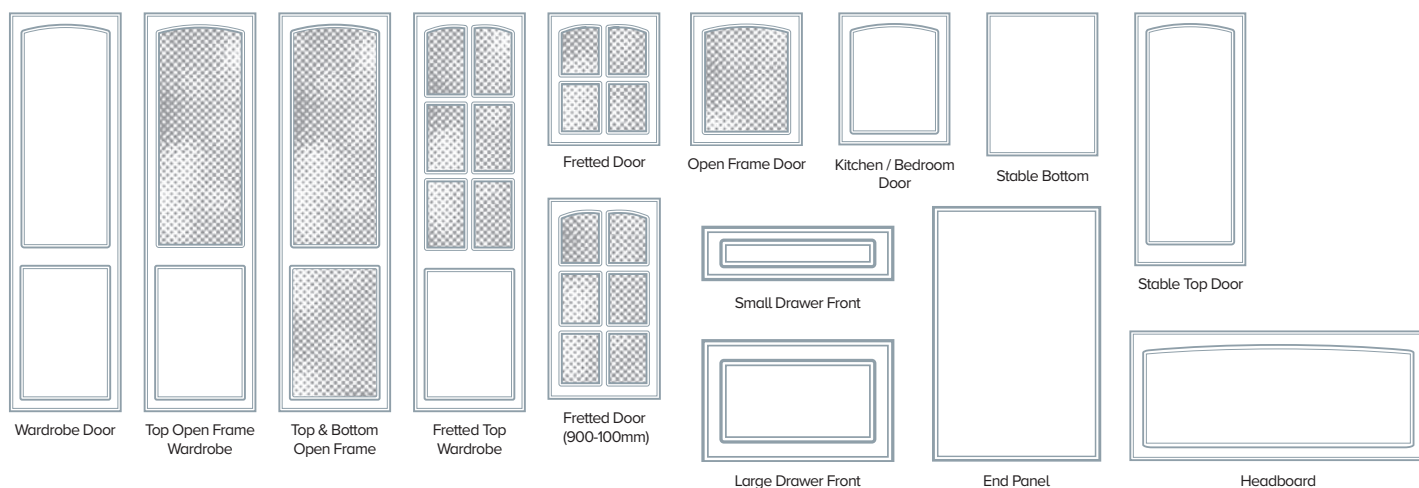 Fretted Door
Open Frame Door
Kitchen / Bedroom
Door
Stable Bottom
Stable Top Door
Small Drawer Front
Wardrobe Door
Top Open Frame
Wardrobe
Top & Bottom
Open Frame
Fretted Top
Wardrobe
Fretted Door
(900-100mm)
Large Drawer Front
End Panel
Headboard